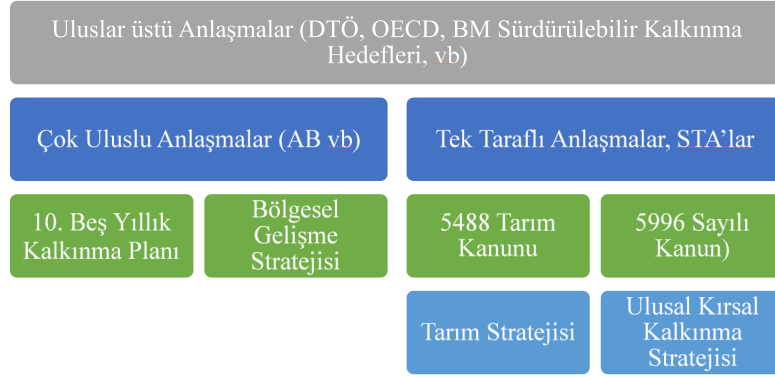 Uluslar üstü Anlaşmalar (DTÖ, OECD, BM Sürdürülebilir Kalkınma
Hedefleri, vb)
Çok Uluslu Anlaşmalar (AB vb)
Tek Taraflı Anlaşmalar, STA’lar
10. Beş Yıllık
Kalkınma Planı
Bölgesel
Gelişme
Stratejisi
5488 Tarım
Kanunu
5996 Sayılı
Kanun)
Tarım Stratejisi
Ulusal Kırsal
Kalkınma
Stratejisi